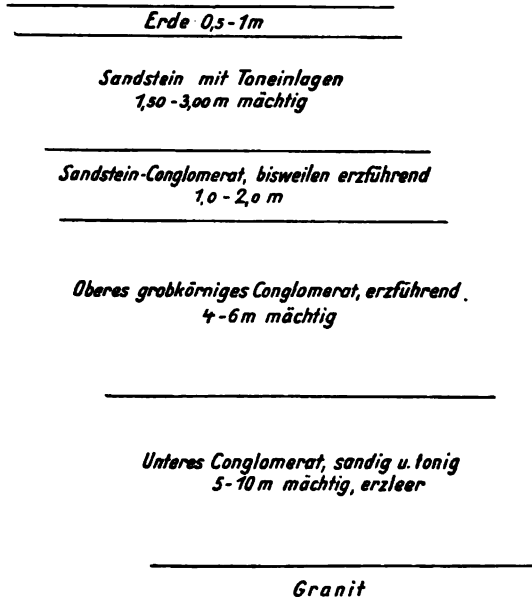 Erde 0,5-1m
Sandstein mit Toneinlagen
1,50-3,00m mächtig
Sandstein-Conglomerat, bisweilen erzführend
1,0-2,0 m
Oberes grobkörniges Conglomerat, erzführend.
4-6m mächtig
Unteres Conglomerat, sandig u. tonig
5-10m mächtig, erzleer
Granit